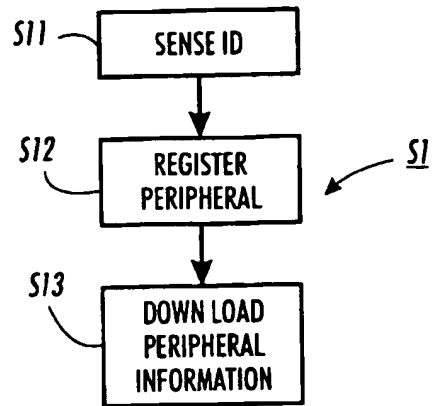 S11
SENSE ID
S12
REGISTER
PERIPHERAL
S1
S13
DOWN LOAD
PERIPHERAL
INFORMATION